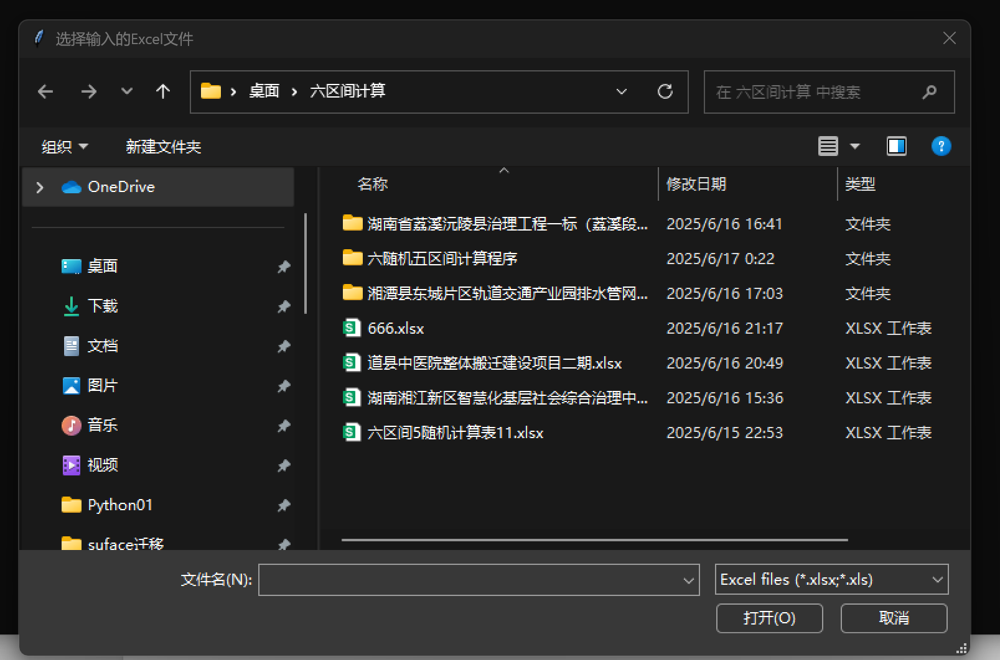 选择输入的Excel文件
桌面 六区间计算
在 六区间计算 中搜索
组织 新建文件夹
OneDrive
桌面
下载
文档
图片
音乐
视频
Python01
suface迁移
名称 修改日期 类型
湖南省荔溪沅陵县治理工程一标（荔溪段... 2025/6/16 16:41 文件夹
六随机五区间计算程序 2025/6/17 0:22 文件夹
湘潭县东城片区轨道交通产业园排水管网... 2025/6/16 17:03 文件夹
666.xlsx 2025/6/16 21:17 XLSX 工作表
道县中医院整体搬迁建设项目二期.xlsx 2025/6/16 20:49 XLSX 工作表
湖南湘江新区智慧化基层社会综合治理中... 2025/6/16 15:36 XLSX 工作表
六区间5随机计算表11.xlsx 2025/6/15 22:53 XLSX 工作表
文件名(N):
Excel files (*.xlsx;*.xls)
打开(O) 取消